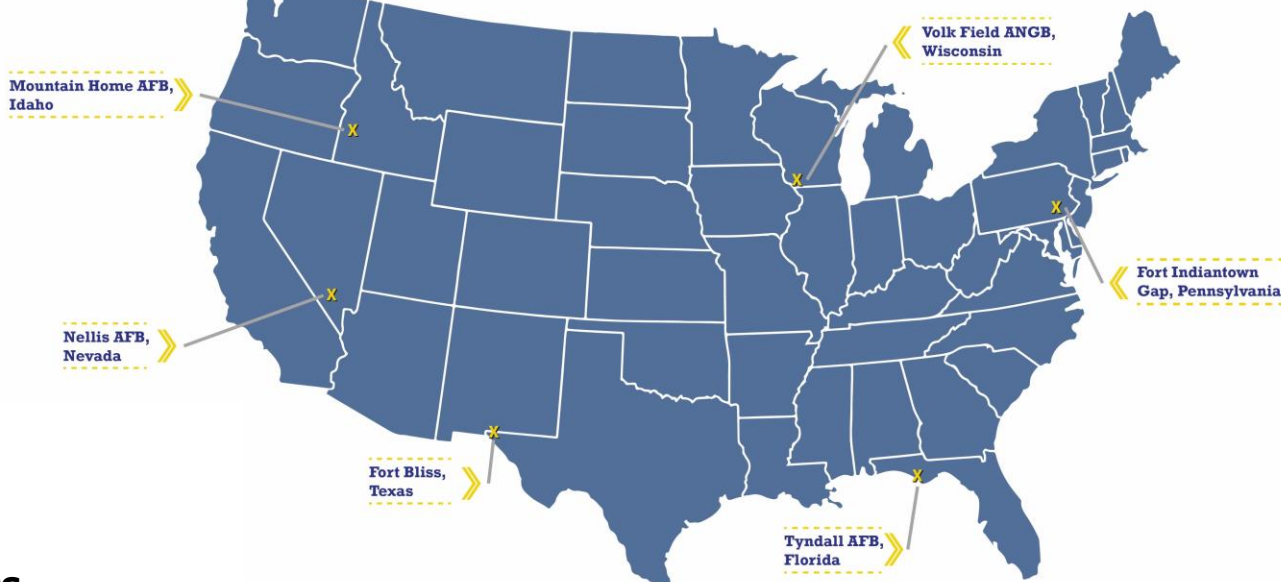 Volk Field ANGB,
Wisconsin
Mountain Home AFB,
Idaho
X
X
X
Fort Indiantown
Gap, Pennsylvania
X
Nellis AFB,
Nevada
X
Fort Bliss,
Texas
X
Tyndall AFB,
Florida